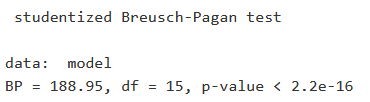 studentized Breusch-Pagan test
data:  model
BP = 188.95, df = 15, p-value < 2.2e-16